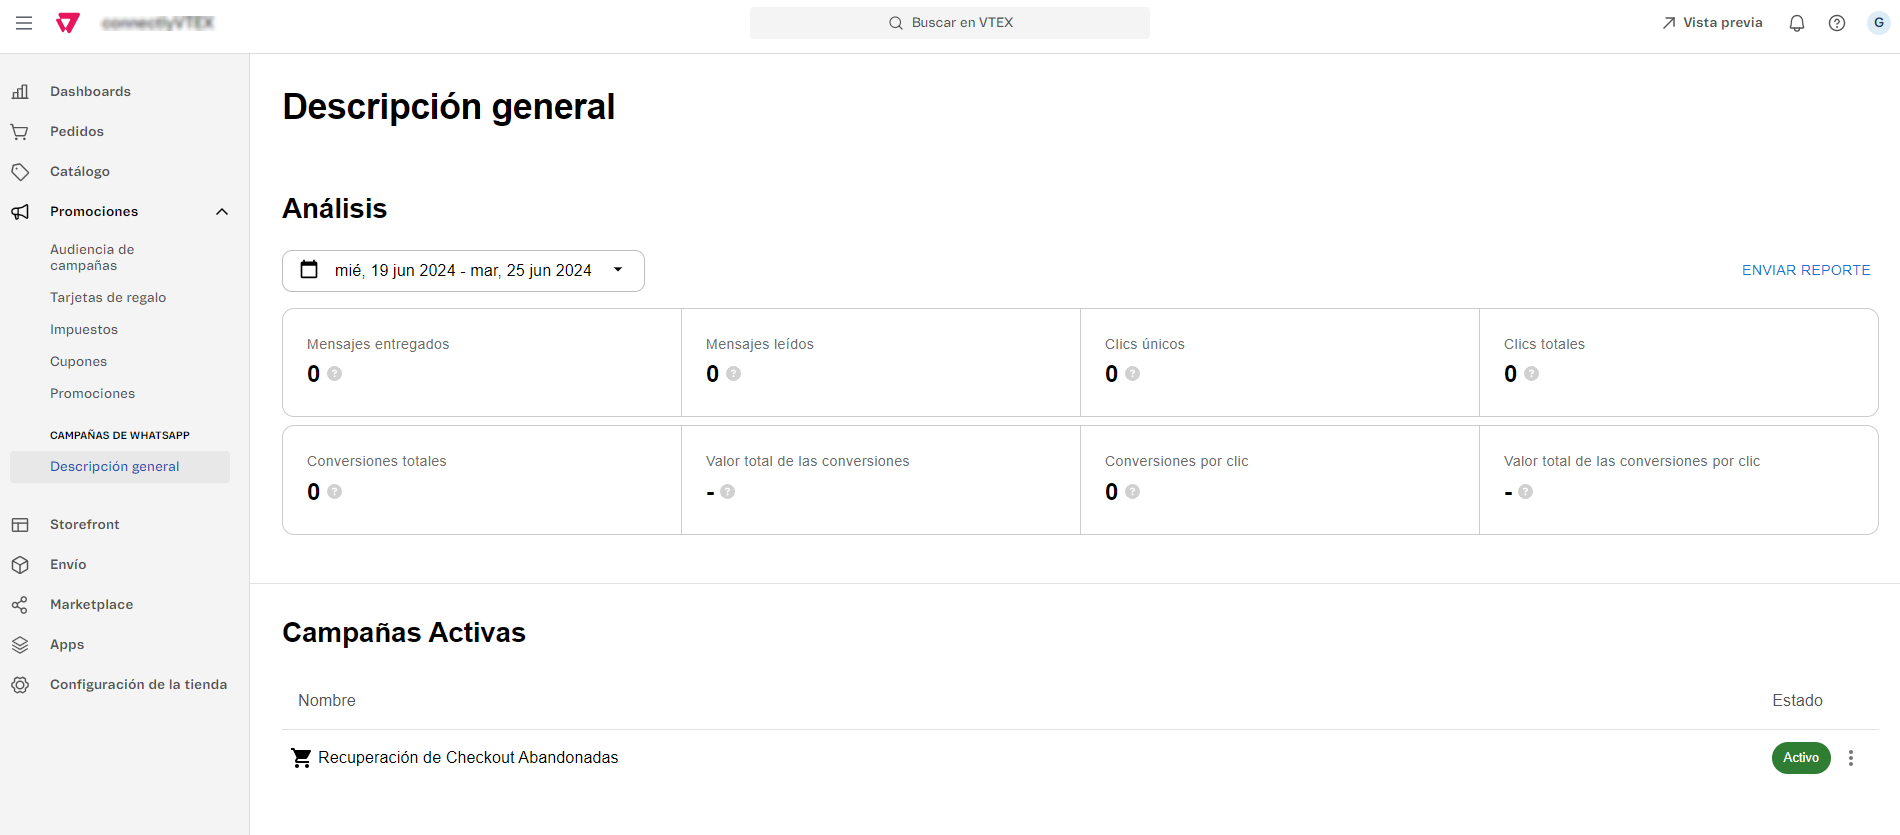 connectlyVTEX
Buscar en VTEX
Vista previa
G
Dashboards
Pedidos
Catálogo
Promociones
Audiencia de
campañas
Tarjetas de regalo
Impuestos
Cupones
Promociones
CAMPAÑAS DE WHATSAPP
Descripción general
Storefront
Envío
Marketplace
Apps
Configuración de la tienda
Descripción general
Análisis
mié, 19 jun 2024 - mar, 25 jun 2024
ENVIAR REPORTE
Mensajes entregados
0 ?
Mensajes leídos
0 ?
Clics únicos
0 ?
Clics totales
0 ?
Conversiones totales
0 ?
Valor total de las conversiones
- ?
Conversiones por clic
0 ?
Valor total de las conversiones por clic
- ?
Campañas Activas
Nombre
Estado
Recuperación de Checkout Abandonadas
Activo